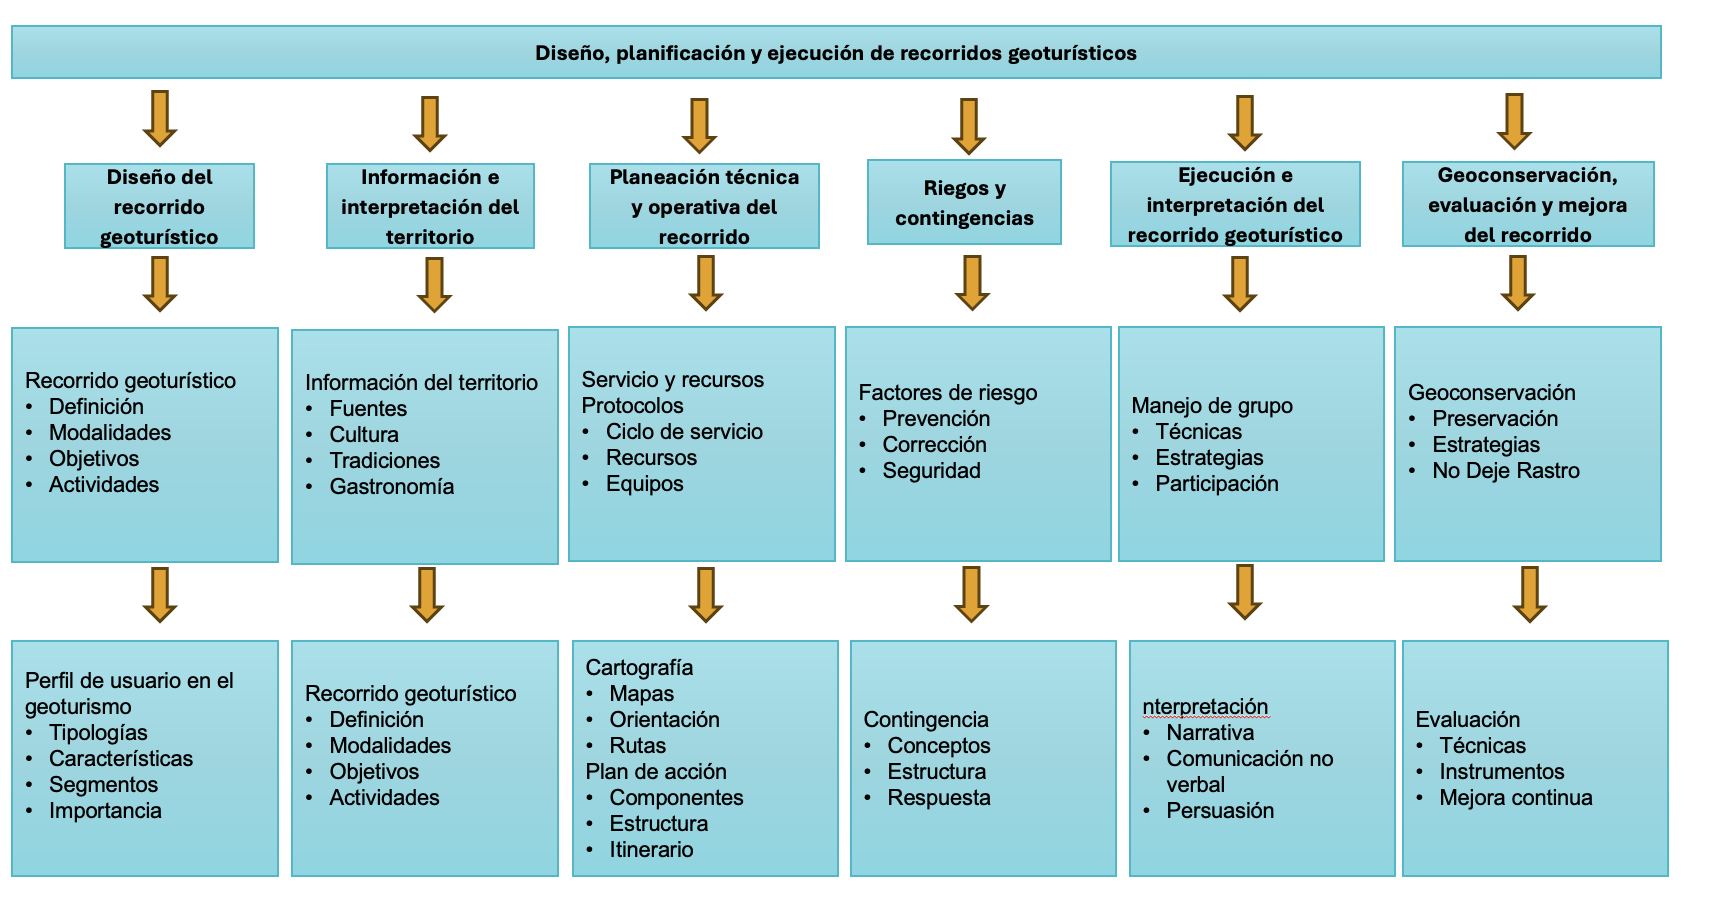 Diseño, planificación y ejecución de recorridos geoturísticos
Diseño del
recorrido
geoturístico
Información e
interpretación del
territorio
Planeación técnica
y operativa del
recorrido
Riegos y
contingencias
Ejecución e
interpretación del
recorrido geoturístico
Geoconservación,
evaluación y mejora
del recorrido
Recorrido geoturístico
• Definición
• Modalidades
• Objetivos
• Actividades
Información del territorio
• Fuentes
• Cultura
• Tradiciones
• Gastronomía
Servicio y recursos
Protocolos
• Ciclo de servicio
• Recursos
• Equipos
Factores de riesgo
• Prevención
• Corrección
• Seguridad
Manejo de grupo
• Técnicas
• Estrategias
• Participación
Geoconservación
• Preservación
• Estrategias
• No Deje Rastro
Perfil de usuario en el
geoturismo
• Tipologías
• Características
• Segmentos
• Importancia
Recorrido geoturístico
• Definición
• Modalidades
• Objetivos
• Actividades
Cartografía
• Mapas
• Orientación
• Rutas
Plan de acción
• Componentes
• Estructura
• Itinerario
Contingencia
• Conceptos
• Estructura
• Respuesta
nterpretación
• Narrativa
• Comunicación no
verbal
• Persuasión
Evaluación
• Técnicas
• Instrumentos
• Mejora continua